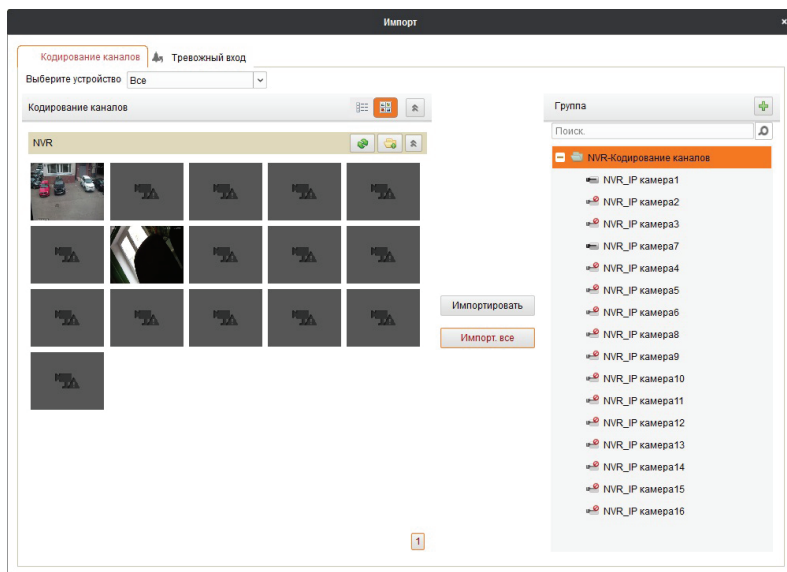 Импорт
×
Кодирование каналов
Тревожный вход
Выберите устройство Все
Кодирование каналов
NVR
Импортировать
Импорт. все
1
Группа
Поиск.
NVR-Кодирование каналов
NVR_IP камера1
NVR_IP камера2
NVR_IP камера3
NVR_IP камера7
NVR_IP камера4
NVR_IP камера5
NVR_IP камера6
NVR_IP камера8
NVR_IP камера9
NVR_IP камера10
NVR_IP камера11
NVR_IP камера12
NVR_IP камера13
NVR_IP камера14
NVR_IP камера15
NVR_IP камера16